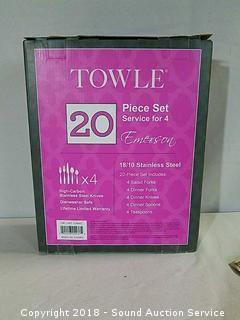 TOWLE®
20
Piece Set
Service for 4
Emerson
x4
High-Carbon
Stainless Steel Knives
Dishwasher Safe
Lifetime Limited Warranty
18/10 Stainless Steel
20-Piece Set Includes:
4 Salad Forks
4 Dinner Forks
4 Dinner Knives
4 Dinner Spoons
4 Teaspoons
Copyright 2018 - Sound Auction Service